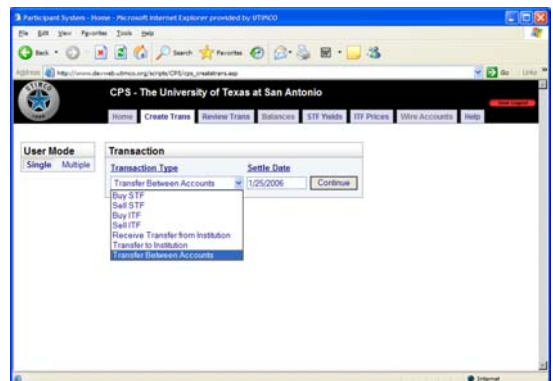 Participant System - Home - Microsoft Internet Explorer provided by UTIMCO
File Edit View Favorites Tools Help
Back Search Favorites
Address Go Links
CPS - The University of Texas at San Antonio
Home Create Trans Review Trans Balances STF Yields ITF Prices Wire Accounts Help
User Mode
Single Multiple
Transaction
Transaction Type Settle Date
Transfer Between Accounts 1/25/2006 Continue
Buy STF
Sell STF
Buy ITF
Sell ITF
Receive Transfer from Institution
Transfer to Institution
Transfer Between Accounts
Internet